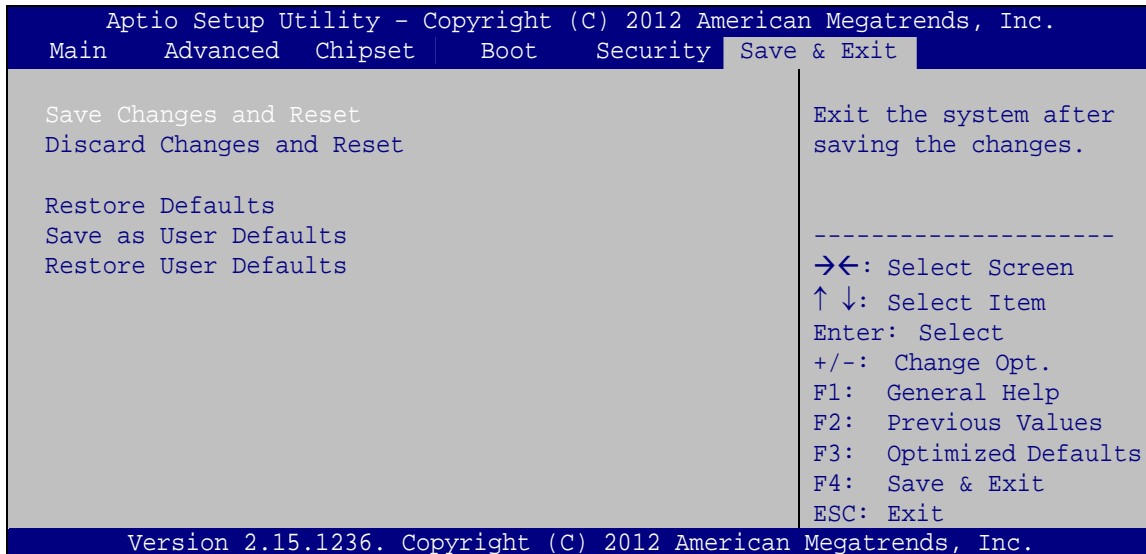 Aptio Setup Utility – Copyright (C) 2012 American Megatrends, Inc.
Main Advanced Chipset Boot Security Save & Exit
Save Changes and Reset
Discard Changes and Reset
Restore Defaults
Save as User Defaults
Restore User Defaults
Exit the system after
saving the changes.
---------------------
→←: Select Screen
↑ ↓: Select Item
Enter: Select
+/-: Change Opt.
F1: General Help
F2: Previous Values
F3: Optimized Defaults
F4: Save & Exit
ESC: Exit
Version 2.15.1236. Copyright (C) 2012 American Megatrends, Inc.